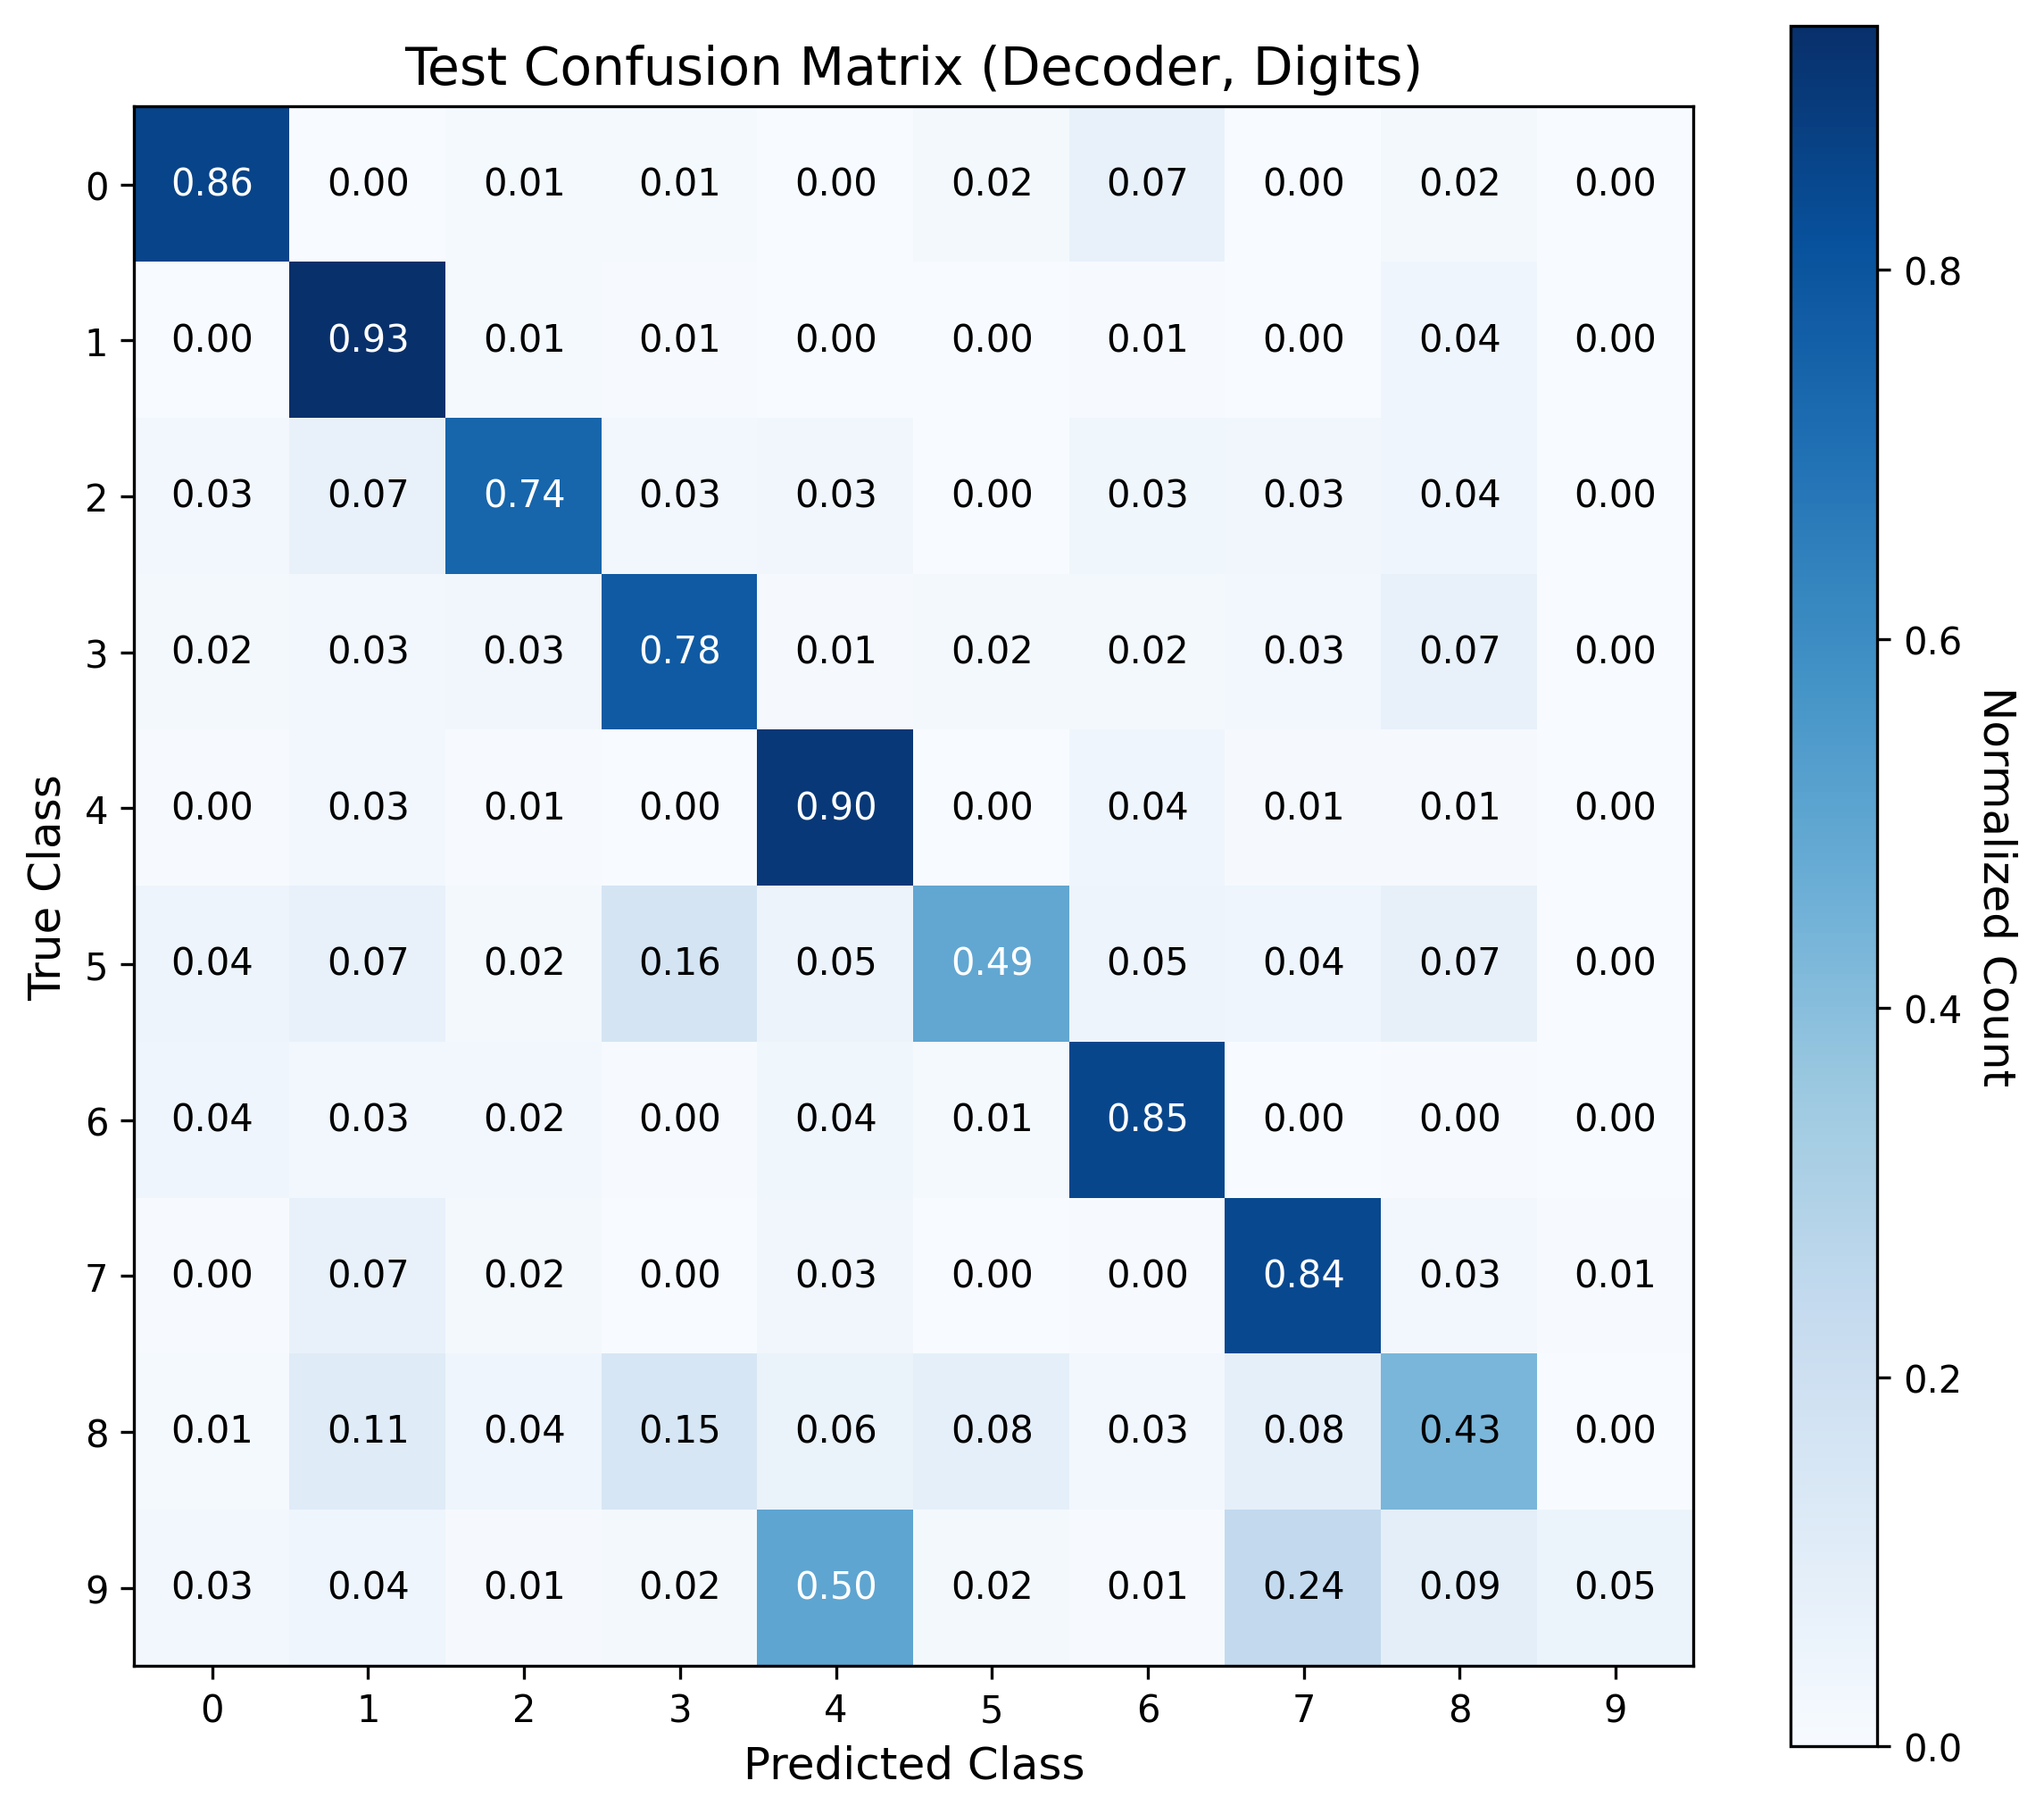 Test Confusion Matrix (Decoder, Digits)
0 0.86 0.00 0.01 0.01 0.00 0.02 0.07 0.00 0.02 0.00
1 0.00 0.93 0.01 0.01 0.00 0.00 0.01 0.00 0.04 0.00
2 0.03 0.07 0.74 0.03 0.03 0.00 0.03 0.03 0.04 0.00
3 0.02 0.03 0.03 0.78 0.01 0.02 0.02 0.03 0.07 0.00
4 0.00 0.03 0.01 0.00 0.90 0.00 0.04 0.01 0.01 0.00
5 0.04 0.07 0.02 0.16 0.05 0.49 0.05 0.04 0.07 0.00
6 0.04 0.03 0.02 0.00 0.04 0.01 0.85 0.00 0.00 0.00
7 0.00 0.07 0.02 0.00 0.03 0.00 0.00 0.84 0.03 0.01
8 0.01 0.11 0.04 0.15 0.06 0.08 0.03 0.08 0.43 0.00
9 0.03 0.04 0.01 0.02 0.50 0.02 0.01 0.24 0.09 0.05
0 1 2 3 4 5 6 7 8 9
Predicted Class
True Class
0.8
0.6
0.4
0.2
0.0
Normalized Count